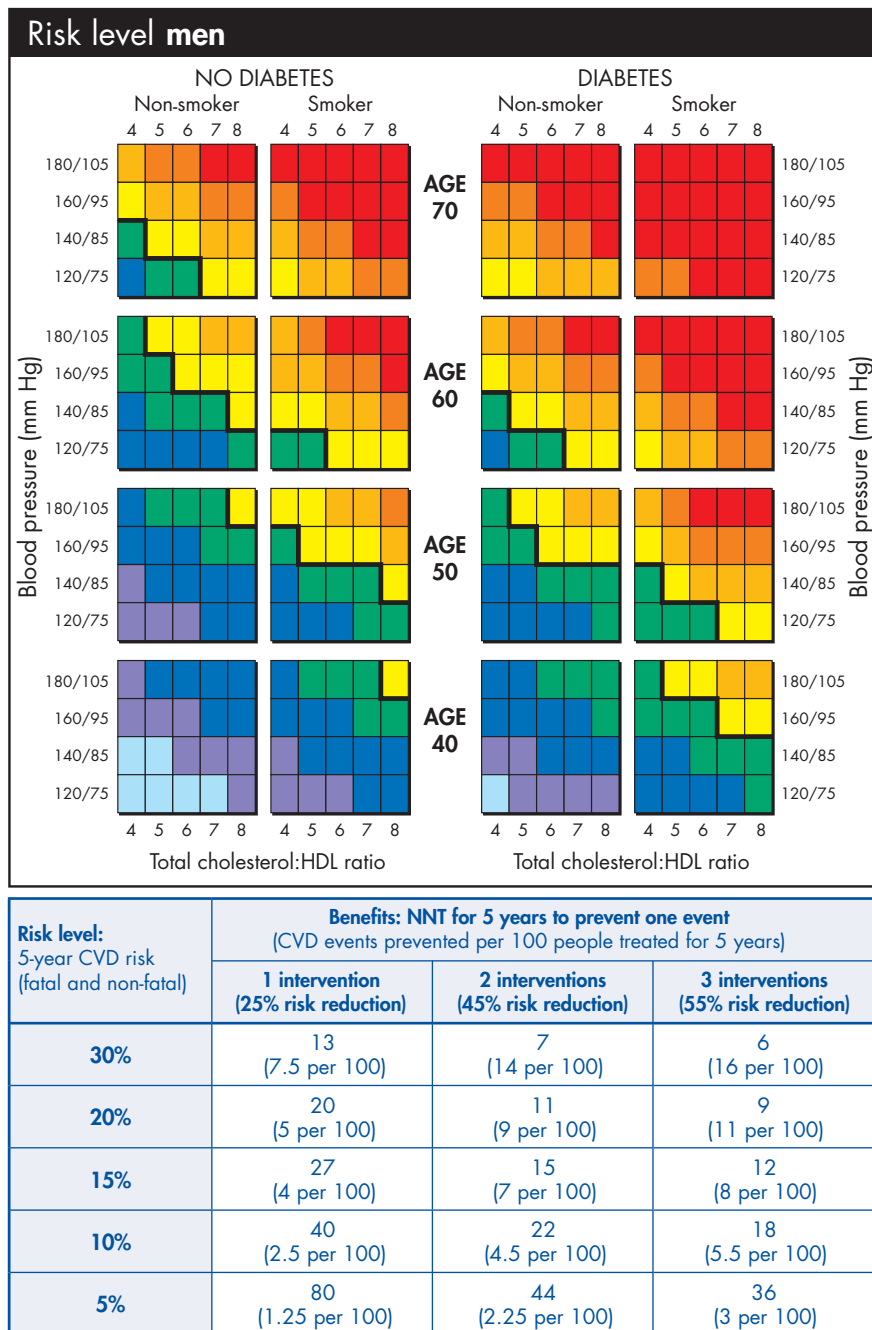 Risk level men
NO DIABETES DIABETES
Non-smoker Smoker Non-smoker Smoker
4 5 6 7 8 4 5 6 7 8 4 5 6 7 8 4 5 6 7 8
180/105 180/105
160/95 AGE 160/95
140/85 70 140/85
120/75 120/75
180/105 180/105
160/95 AGE 160/95
140/85 60 140/85
120/75 120/75
Blood pressure (mm Hg) Blood pressure (mm Hg)
180/105 180/105
160/95 AGE 160/95
140/85 50 140/85
120/75 120/75
180/105 180/105
160/95 AGE 160/95
140/85 40 140/85
120/75 120/75
4 5 6 7 8 4 5 6 7 8 4 5 6 7 8 4 5 6 7 8
Total cholesterol:HDL ratio Total cholesterol:HDL ratio
Risk level:
5-year CVD risk
(fatal and non-fatal)
Benefits: NNT for 5 years to prevent one event
(CVD events prevented per 100 people treated for 5 years)
1 intervention 2 interventions 3 interventions
(25% risk reduction) (45% risk reduction) (55% risk reduction)
30% 13 7 6
(7.5 per 100) (14 per 100) (16 per 100)
20% 20 11 9
(5 per 100) (9 per 100) (11 per 100)
15% 27 15 12
(4 per 100) (7 per 100) (8 per 100)
10% 40 22 18
(2.5 per 100) (4.5 per 100) (5.5 per 100)
5% 80 44 36
(1.25 per 100) (2.25 per 100) (3 per 100)